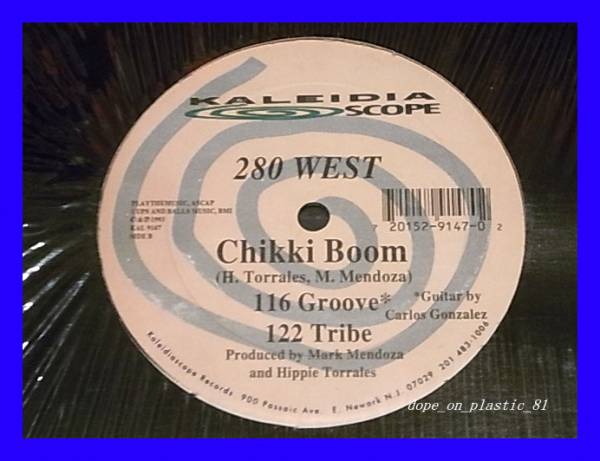 KALEIDIA
SCOPE
280 WEST
PLAYTHEMUSIC, ASCAP
CUPS AND BALLS MUSIC, BMI
©&℗ 1993
KAL 9147
SIDE B
7 20152-9147-0 2
Chikki Boom
(H. Torrales, M. Mendoza)
116 Groove*
*Guitar by
Carlos Gonzalez
122 Tribe
Produced by Mark Mendoza
and Hippie Torrales
Kaleidiascope Records 900 Passaic Ave. E. Newark N.J. 07029 201 483-1006
dope_on_plastic_81